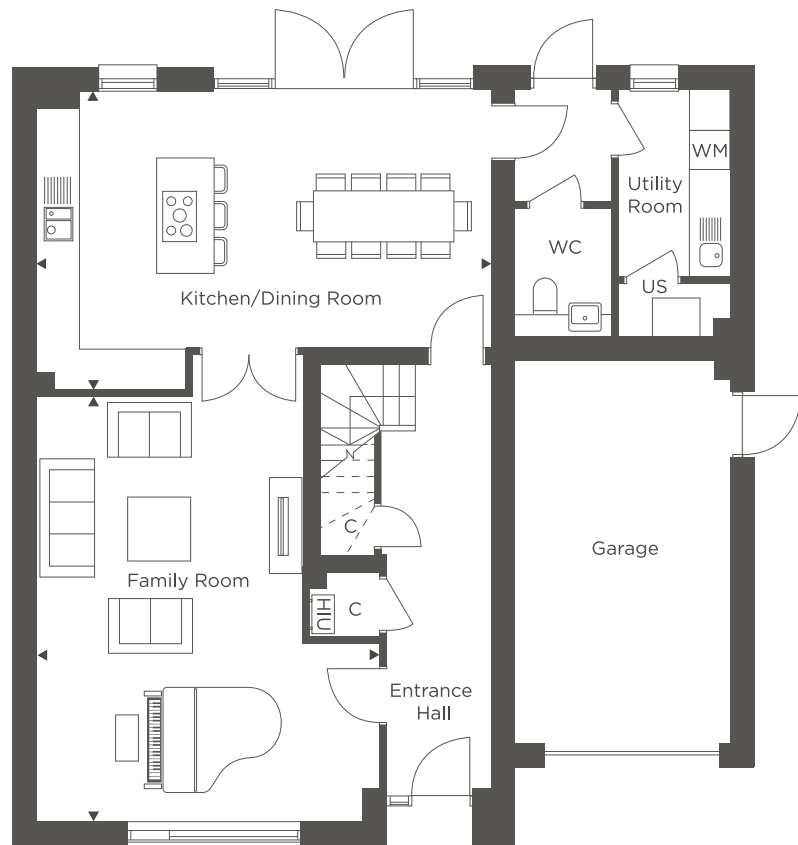 WM
Utility
Room
WC
US
Kitchen/Dining Room
C
Garage
Family Room
C
HIU
Entrance
Hall